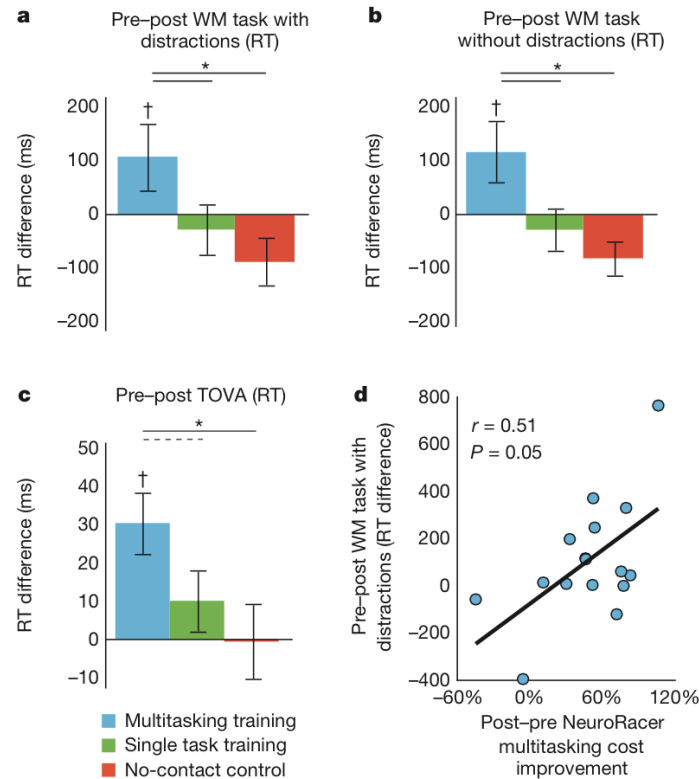 a
Pre–post WM task with
distractions (RT)
*
†
RT difference (ms)
200
100
0
−100
−200
b
Pre–post WM task
without distractions (RT)
*
†
RT difference (ms)
200
100
0
−100
−200
c
Pre–post TOVA (RT)
*
†
RT difference (ms)
50
40
30
20
10
0
−10
Multitasking training
Single task training
No-contact control
d
r = 0.51
P = 0.05
Pre–post WM task with
distractions (RT difference)
800
600
400
200
0
−200
−400
−60%
0%
60%
120%
Post–pre NeuroRacer
multitasking cost
improvement